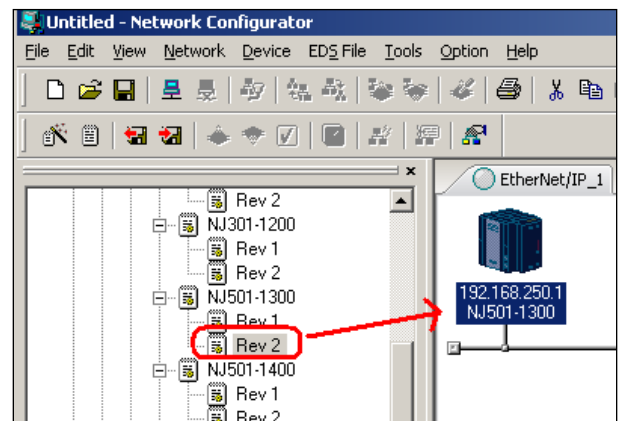 Untitled - Network Configurator
File Edit View Network Device EDS File Tools Option Help
EtherNet/IP_1
Rev 2
NJ301-1200
Rev 1
Rev 2
NJ501-1300
Rev 1
Rev 2
NJ501-1400
Rev 1
Rev 2
192.168.250.1
NJ501-1300